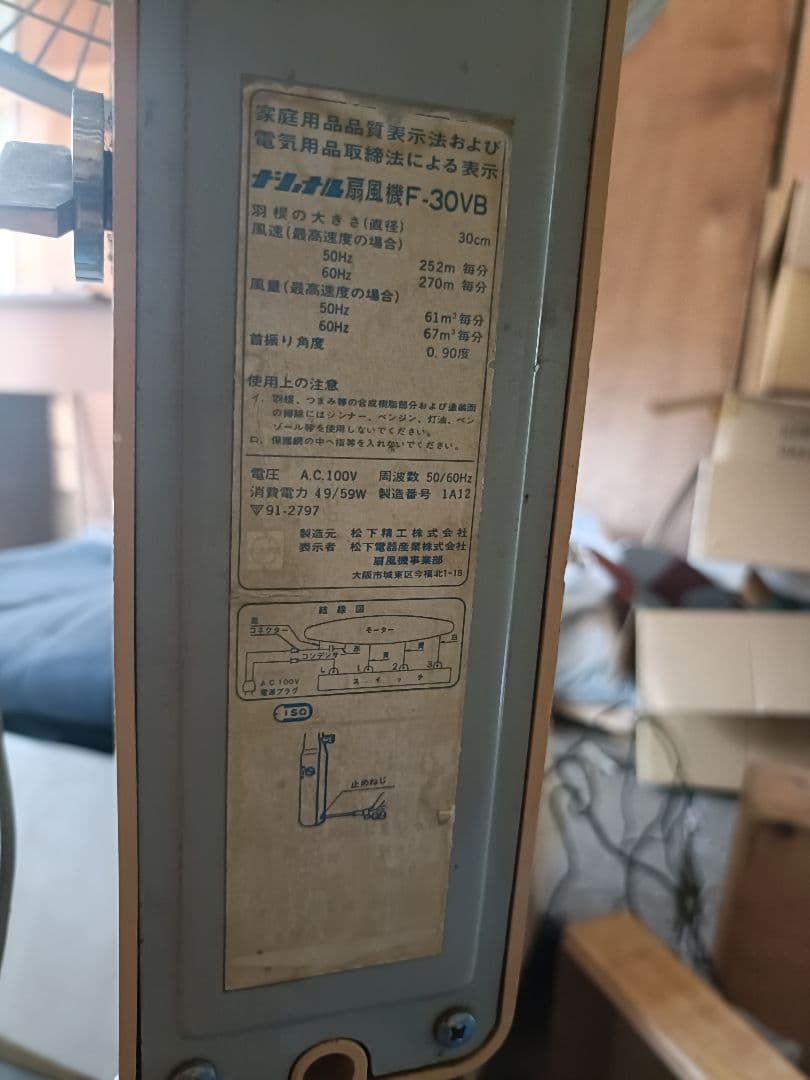 家庭用品品質表示法および
電気用品取締法による表示
ナショナル扇風機F-30VB
羽根の大きさ(直径) 30cm
風速(最高速度の場合)
50Hz 252m 毎分
60Hz 270m 毎分
風量(最高速度の場合)
50Hz 61m³毎分
60Hz 67m³毎分
首振り角度 0.90度
使用上の注意
イ. 羽根、つまみ等の合成樹脂部分および塗装面
の掃除にはシンナー、ベンジン、灯油、ベン
ゾール等を使用しないでください。
ロ. 保護網の中へ指等を入れないでください。
電圧 A.C.100V 周波数 50/60Hz
消費電力 49/59W 製造番号 1A12
91-2797
製造元 松下精工株式会社
表示者 松下電器産業株式会社
扇風機事業部
大阪市城東区今福北1-18
結線図
コネクター
モーター
白
赤
コンデンサ
L 1 2 3
スイッチ
A.C.100V
電源プラグ
ISO
止めねじ